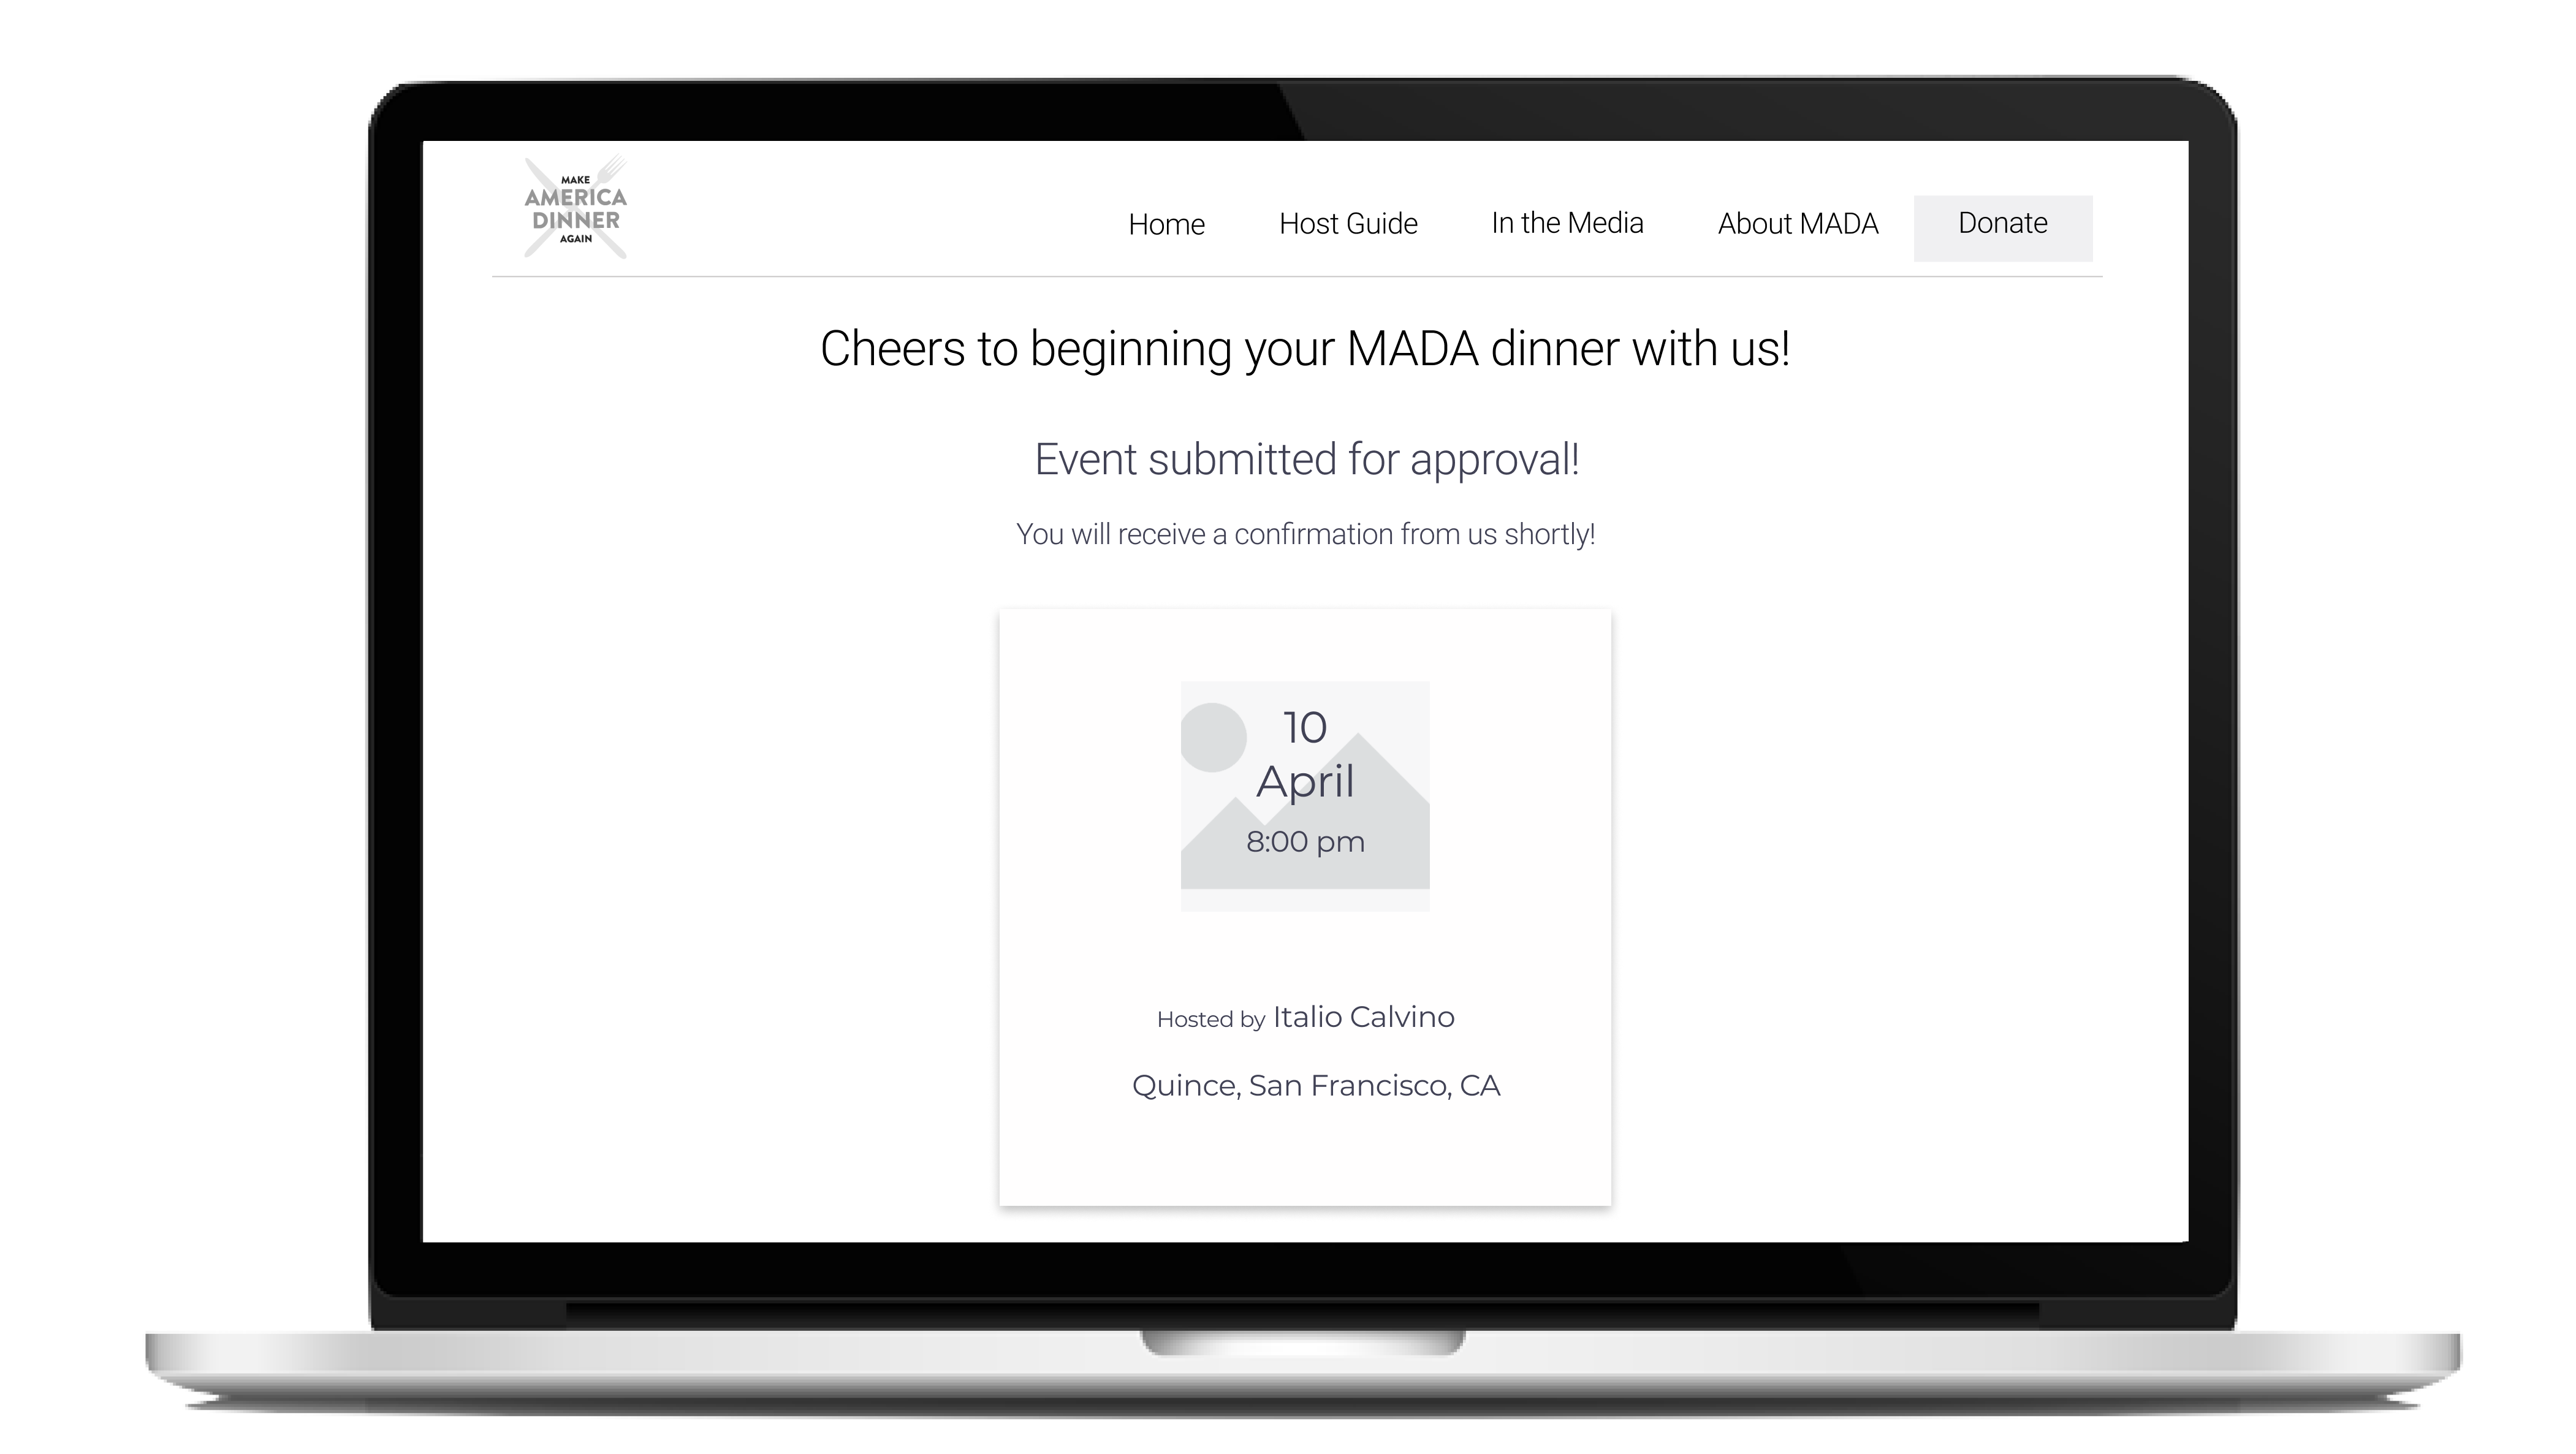 MAKE
AMERICA
DINNER
AGAIN
Home Host Guide In the Media About MADA Donate
Cheers to beginning your MADA dinner with us!
Event submitted for approval!
You will receive a confirmation from us shortly!
10
April
8:00 pm
Hosted by Italio Calvino
Quince, San Francisco, CA